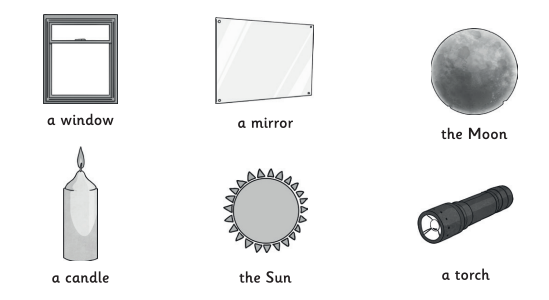 a window
a mirror
the Moon
a candle
the Sun
a torch